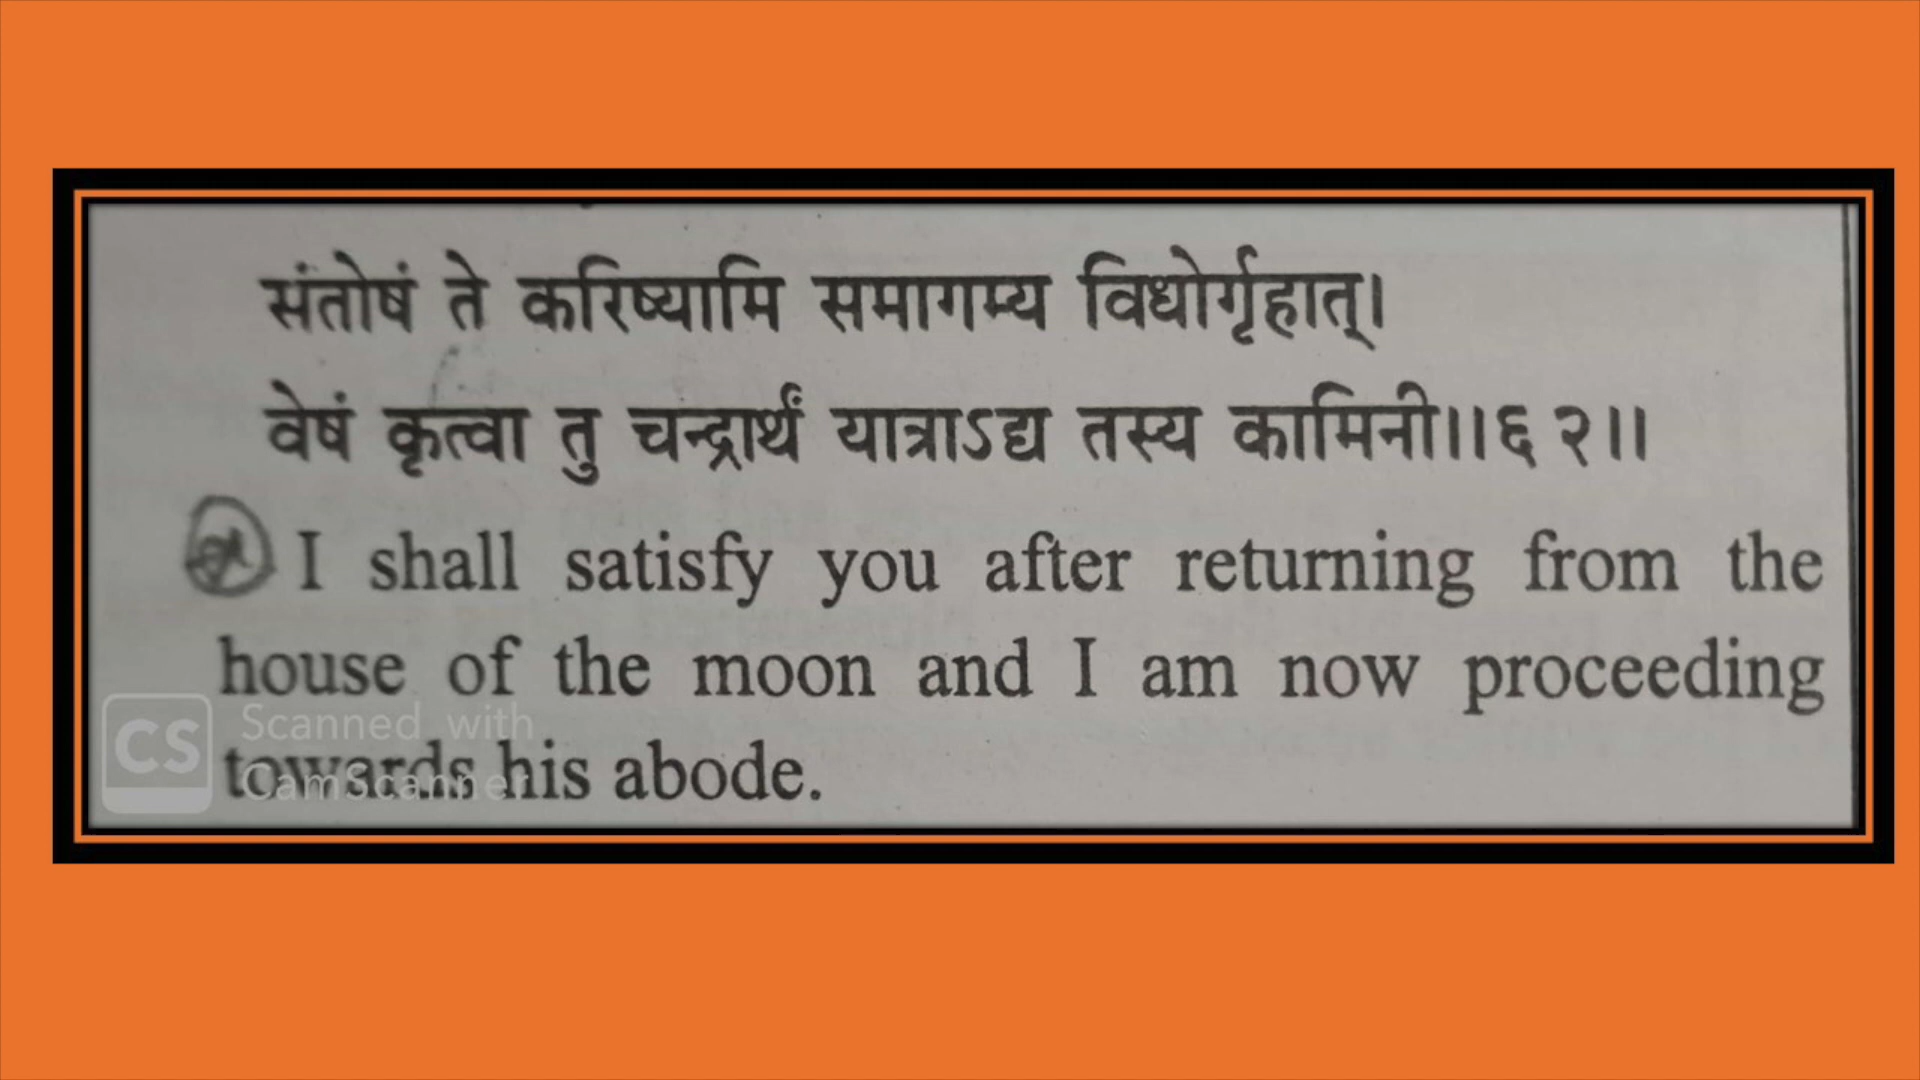 संतोषं ते करिष्यामि समागम्य विधोर्गृहात्।
वेषं कृत्वा तु चन्द्रार्थं यात्राऽद्य तस्य कामिनी।।६२।।
I shall satisfy you after returning from the
house of the moon and I am now proceeding
towards his abode.
CS
Scanned with
CamScanner